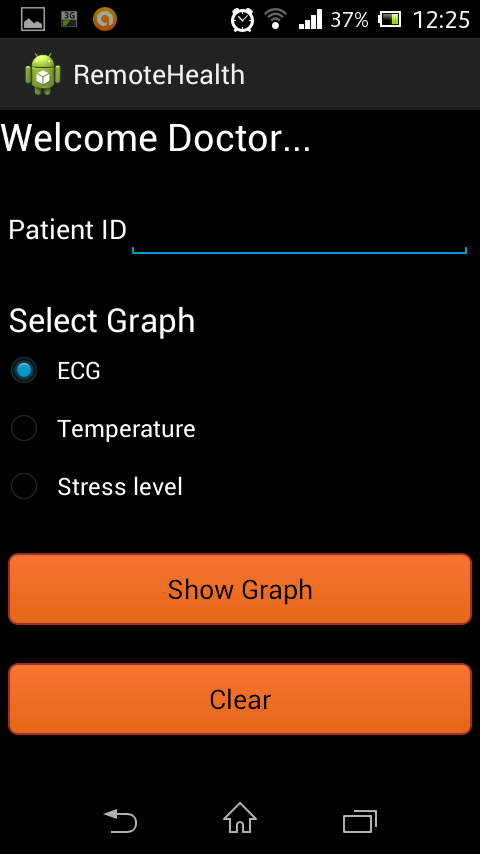 3G 37% 12:25
RemoteHealth
Welcome Doctor...
Patient ID
Select Graph
ECG
Temperature
Stress level
Show Graph
Clear